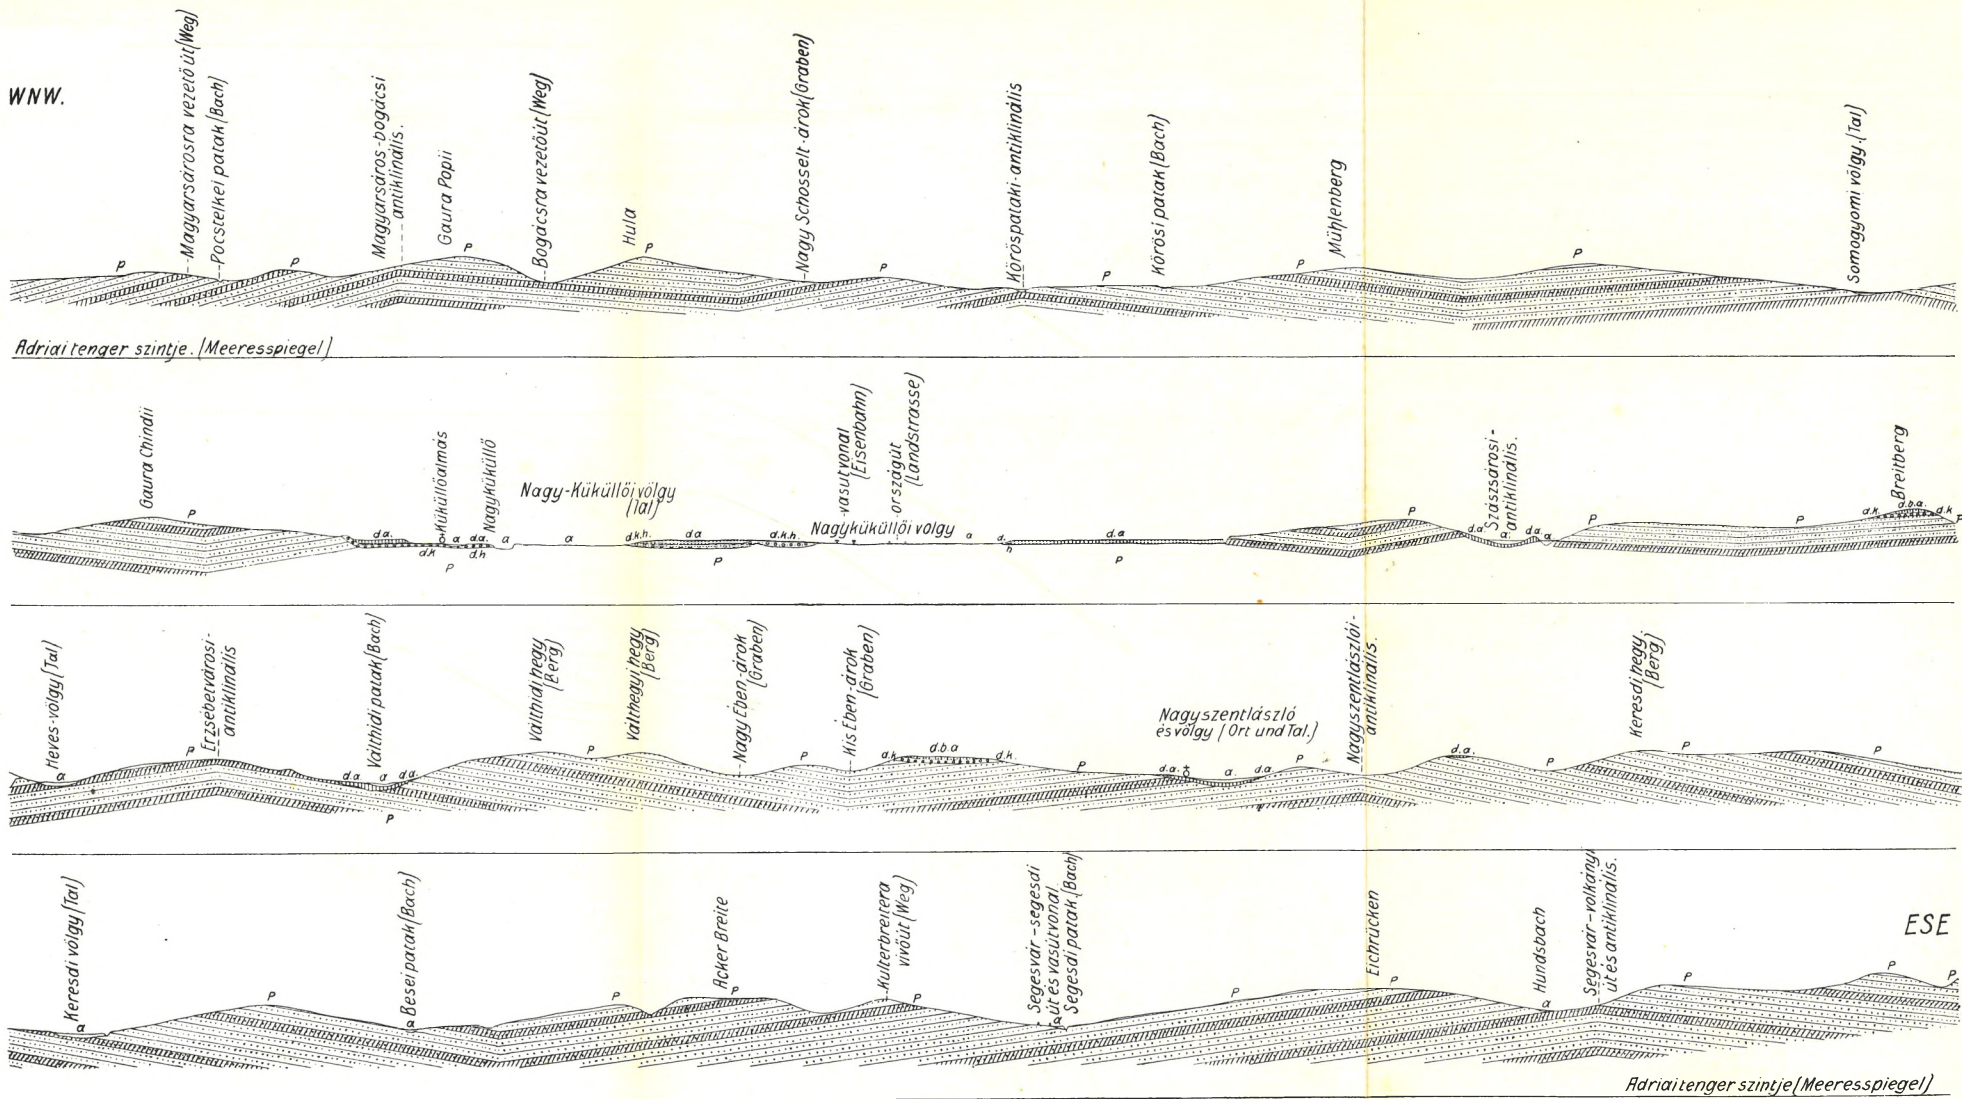 WNW.
Magyarsárosra vezető út (Weg)
Pocstelkei patak (Bach)
Magyarsáros-bogácsi
antiklinális.
Gaura Popii
Bogácsra vezetőút (Weg)
Hula
Nagy Schosselt-árok (Graben)
Köröspataki-antiklinális
Körösi patak (Bach)
Mühlenberg
Somogyomi völgy. (Tal)
P P P P P P P P
Adriai tenger szintje. (Meeresspiegel)
Gaura Chindii
Küküllőalmás
Nagyküküllő
Nagy-Küküllői völgy
(Tal)
vasutvonal
(Eisenbahn)
országút
(Landstrasse)
Nagyküküllői völgy
Szászsárosi-
antiklinális.
Breitberg
P d.a. d.k a d.a. d.h a a d.k.h. d.a d.k.h. a d. h d.a P d.a a d.a a P P d.k. d.b.a. d.k P
P P P
Heves-völgy (Tal)
Erzsébetvárosi-
antiklinális
Válthidi patak (Bach)
Válthidi hegy
(Berg)
Válthegyi hegy
(Berg)
Nagy Eben-árok
(Graben)
Kis Eben-árok
(Graben)
Nagyszentlászló
és völgy (Ort und Tal.)
Nagyszentlászlói-
antiklinális.
Keresdi hegy.
(Berg)
a P d.a a d.a P P d.k. d.b.a d.k. P d.a. a d.a P d.a. P P
P
Keresdi völgy (Tal)
Besei patak (Bach)
Acker Breite
Kulterbreitera
vivőút (Weg)
Segesvár-segesdi
út és vasútvonal
Segesdi patak. (Bach)
Eichrücken
Hundsbach
Segesvár-volkányi
út és antiklinális.
ESE
a P a P P P a P P a P P P.
Adriai tenger szintje (Meeresspiegel)